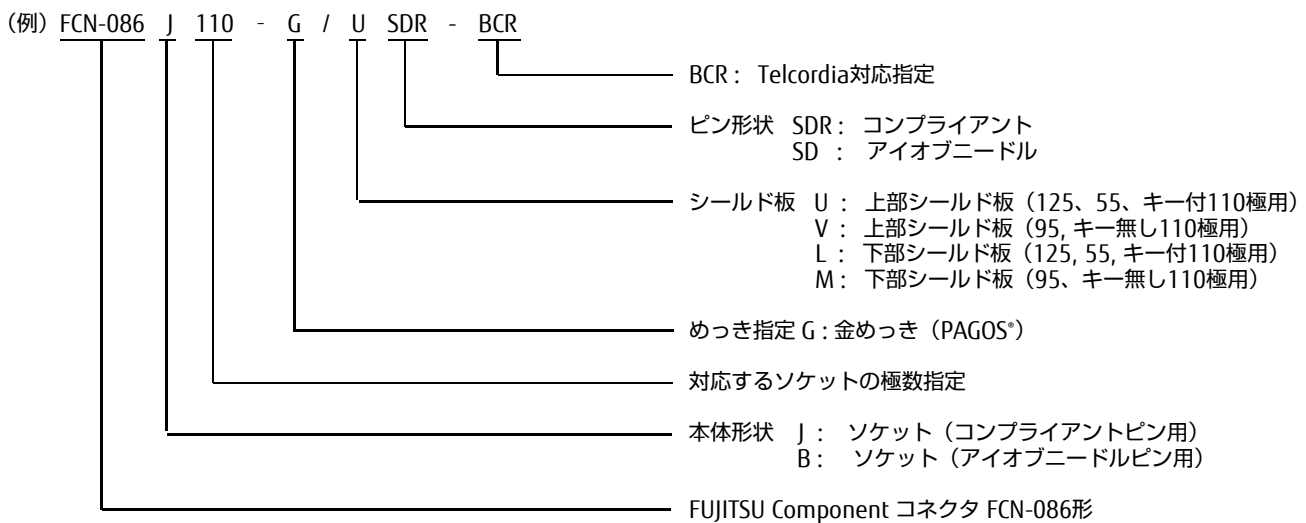 （例）FCN-086 J 110 - G / U SDR - BCR
BCR： Telcordia対応指定
ピン形状 SDR： コンプライアント
SD ： アイオブニードル
シールド板 U： 上部シールド板（125、55、キー付110極用）
V： 上部シールド板（95, キー無し110極用）
L： 下部シールド板（125, 55, キー付110極用）
M： 下部シールド板（95、キー無し110極用）
めっき指定 G：金めっき（PAGOS®）
対応するソケットの極数指定
本体形状 J： ソケット（コンプライアントピン用）
B： ソケット（アイオブニードルピン用）
FUJITSU Component コネクタ FCN-086形